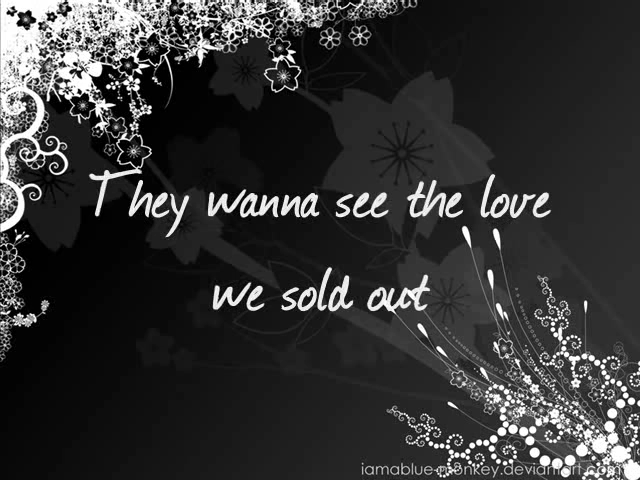 They wanna see the love
we sold out
iamablue-monkey.deviantart.com